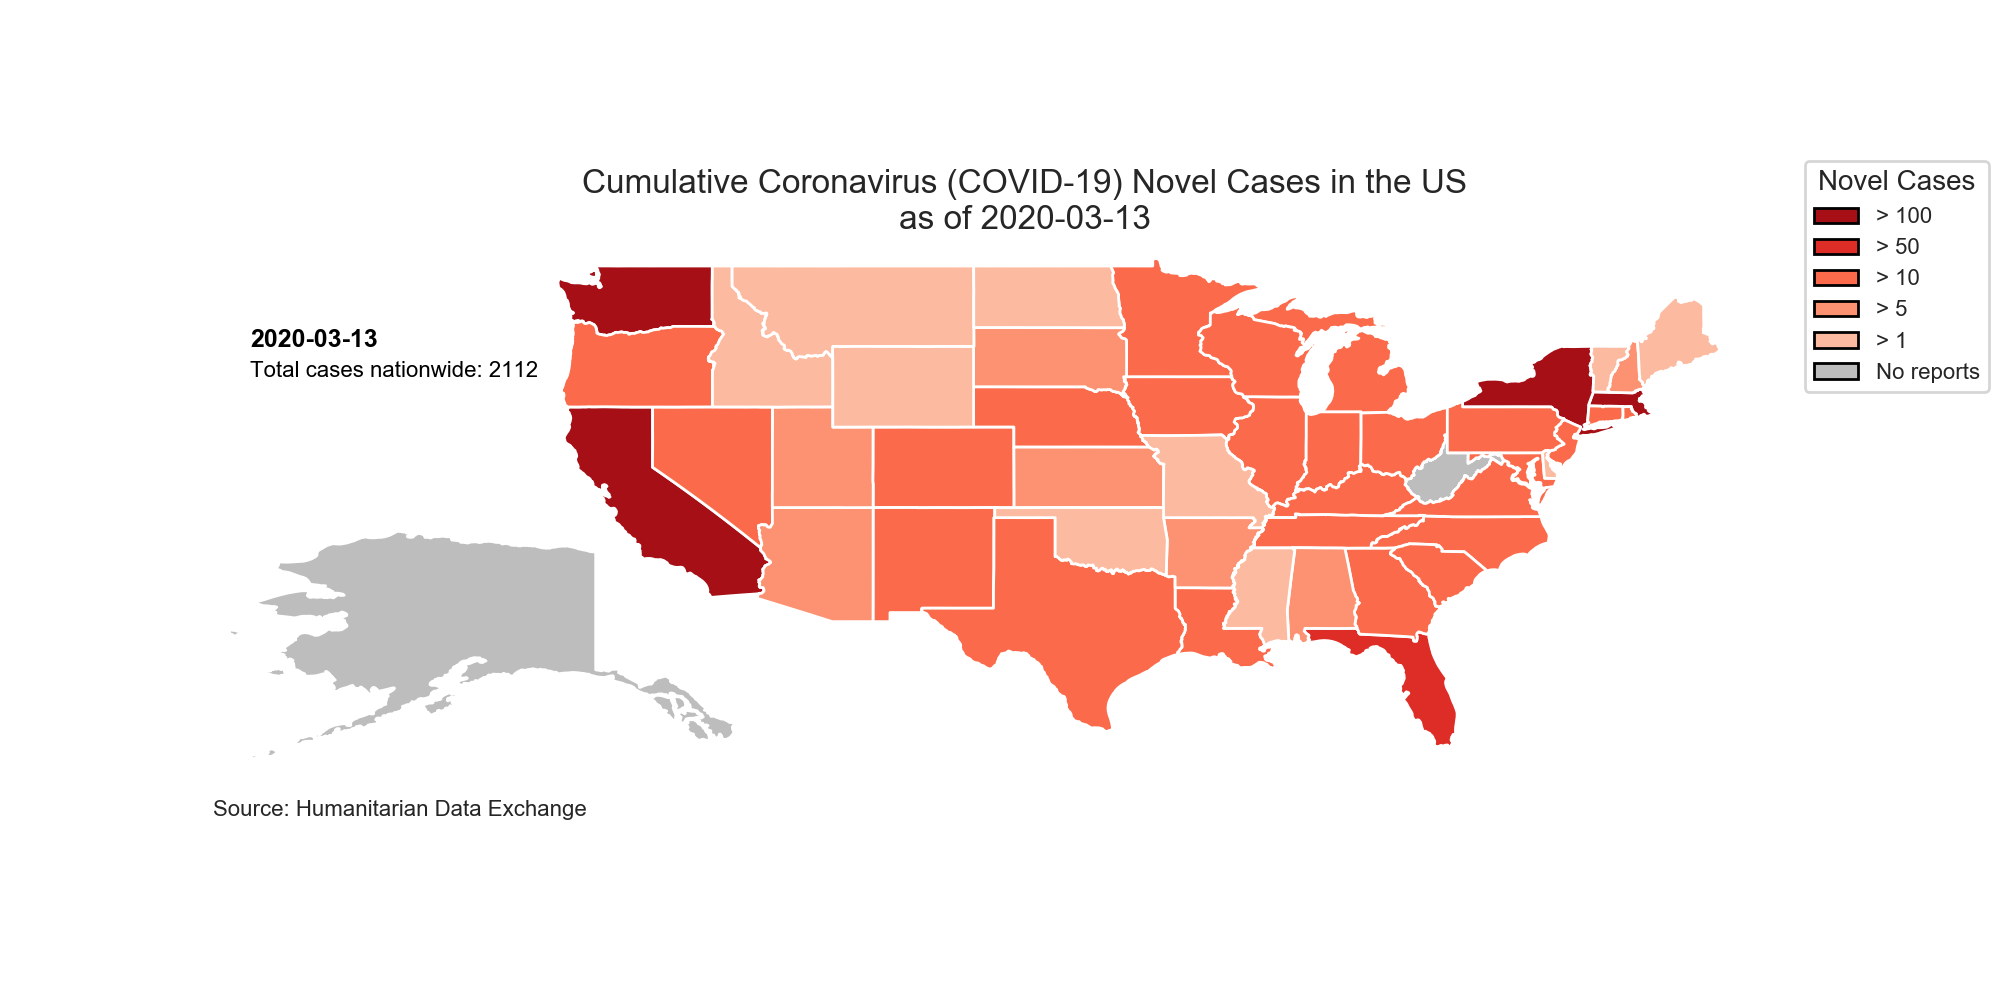 Cumulative Coronavirus (COVID-19) Novel Cases in the US
as of 2020-03-13
Novel Cases
> 100
> 50
> 10
> 5
> 1
No reports
2020-03-13
Total cases nationwide: 2112
Source: Humanitarian Data Exchange